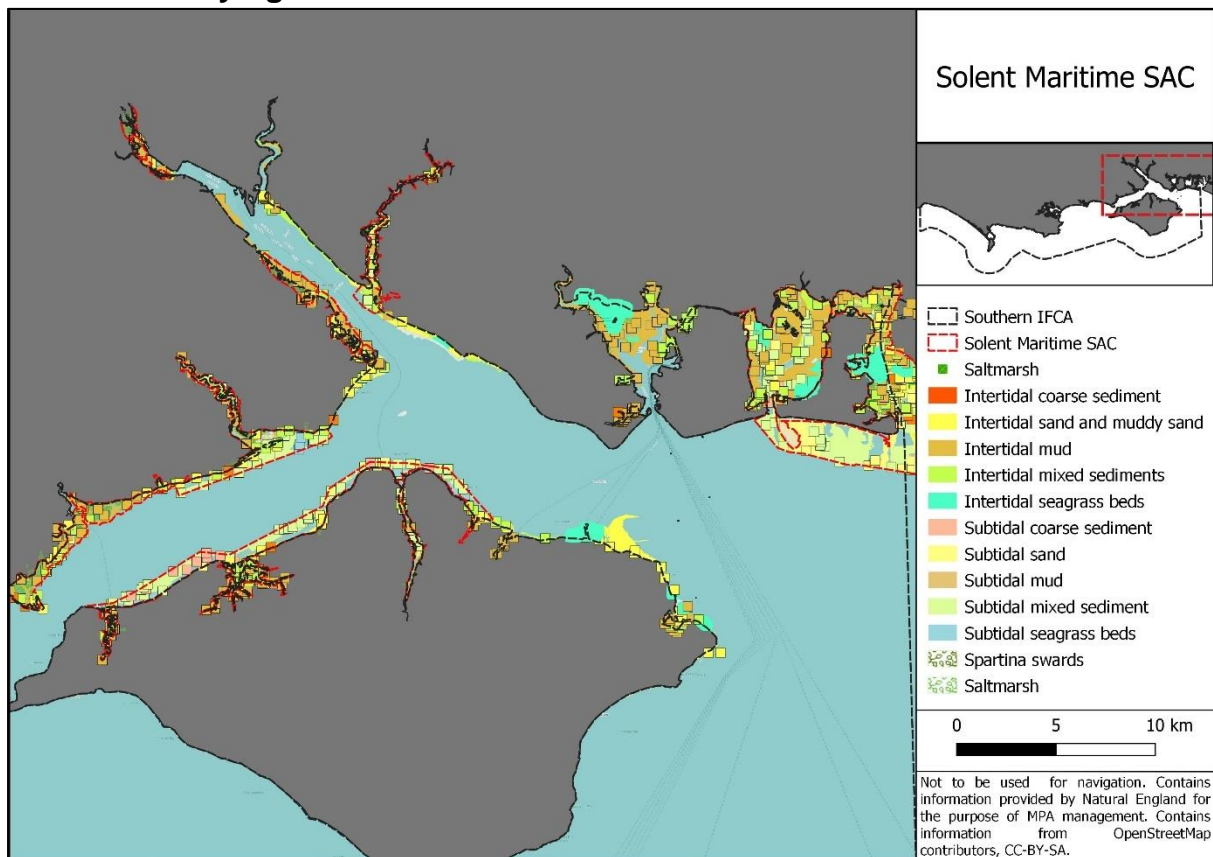 Solent Maritime SAC
Southern IFCA
Solent Maritime SAC
Saltmarsh
Intertidal coarse sediment
Intertidal sand and muddy sand
Intertidal mud
Intertidal mixed sediments
Intertidal seagrass beds
Subtidal coarse sediment
Subtidal sand
Subtidal mud
Subtidal mixed sediment
Subtidal seagrass beds
Spartina swards
Saltmarsh
0 5 10 km
Not to be used for navigation. Contains
information provided by Natural England for
the purpose of MPA management. Contains
information from OpenStreetMap
contributors, CC-BY-SA.